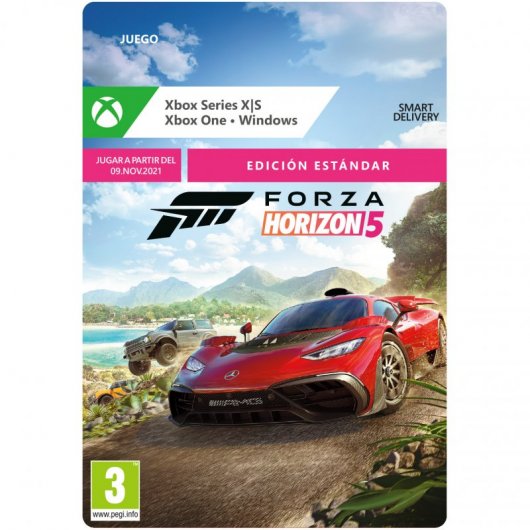 JUEGO
Xbox Series X|S
Xbox One • Windows
SMART
DELIVERY
JUGAR A PARTIR DEL
09.NOV.2021
EDICIÓN ESTÁNDAR
FORZA
HORIZON 5
3
www.pegi.info